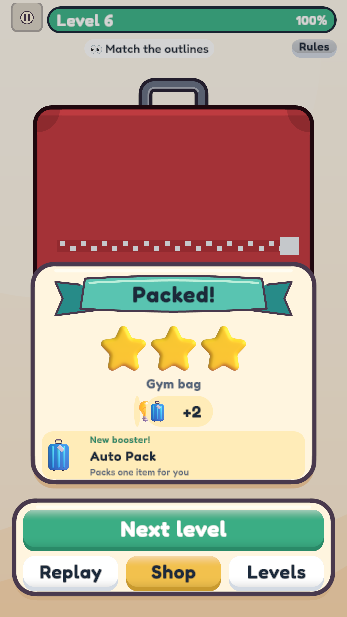 Level 6
100%
👀 Match the outlines
Rules
Packed!
Gym bag
+2
New booster!
Auto Pack
Packs one item for you
Next level
Replay
Shop
Levels